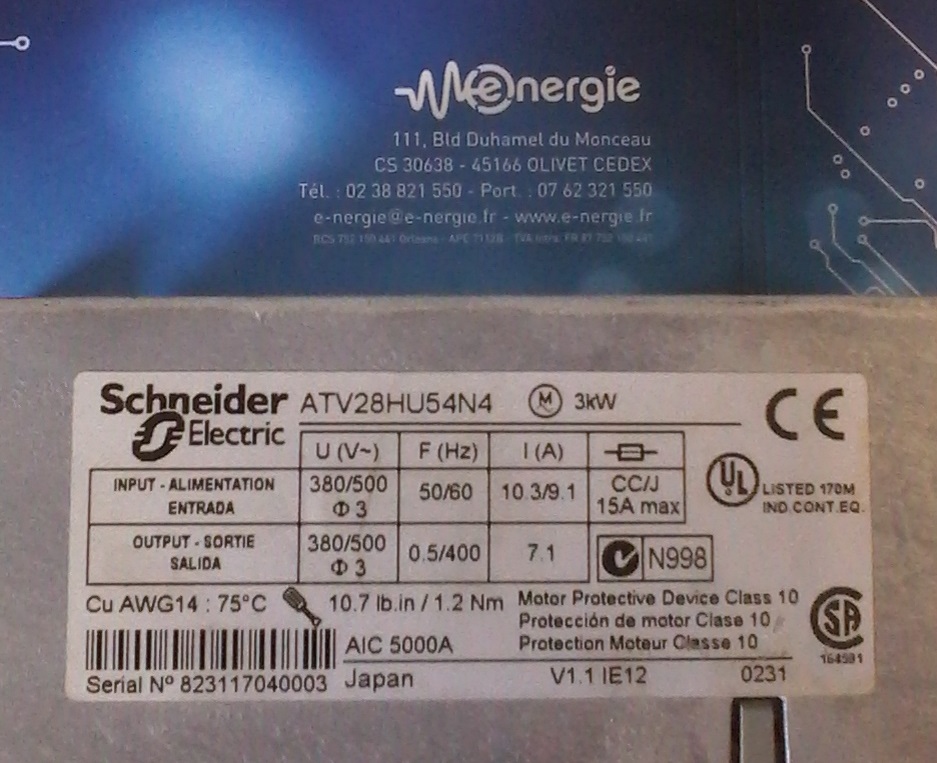 e-nergie
111, Bld Duhamel du Monceau
CS 30638 - 45166 OLIVET CEDEX
Tél. : 02 38 821 550 - Port. : 07 62 321 550
e-nergie@e-nergie.fr - www.e-nergie.fr
Schneider Electric
ATV28HU54N4 M 3kW
CE
U (V~) F (Hz) I (A)
INPUT - ALIMENTATION ENTRADA 380/500 Φ 3 50/60 10.3/9.1 CC/J 15A max
UL LISTED 170M
IND.CONT.EQ.
OUTPUT - SORTIE SALIDA 380/500 Φ 3 0.5/400 7.1 N998
Cu AWG14 : 75°C 10.7 lb.in / 1.2 Nm
Motor Protective Device Class 10
Protección de motor Clase 10
Protection Moteur Classe 10
SA
AIC 5000A
Serial Nº 823117040003 Japan V1.1 IE12 0231